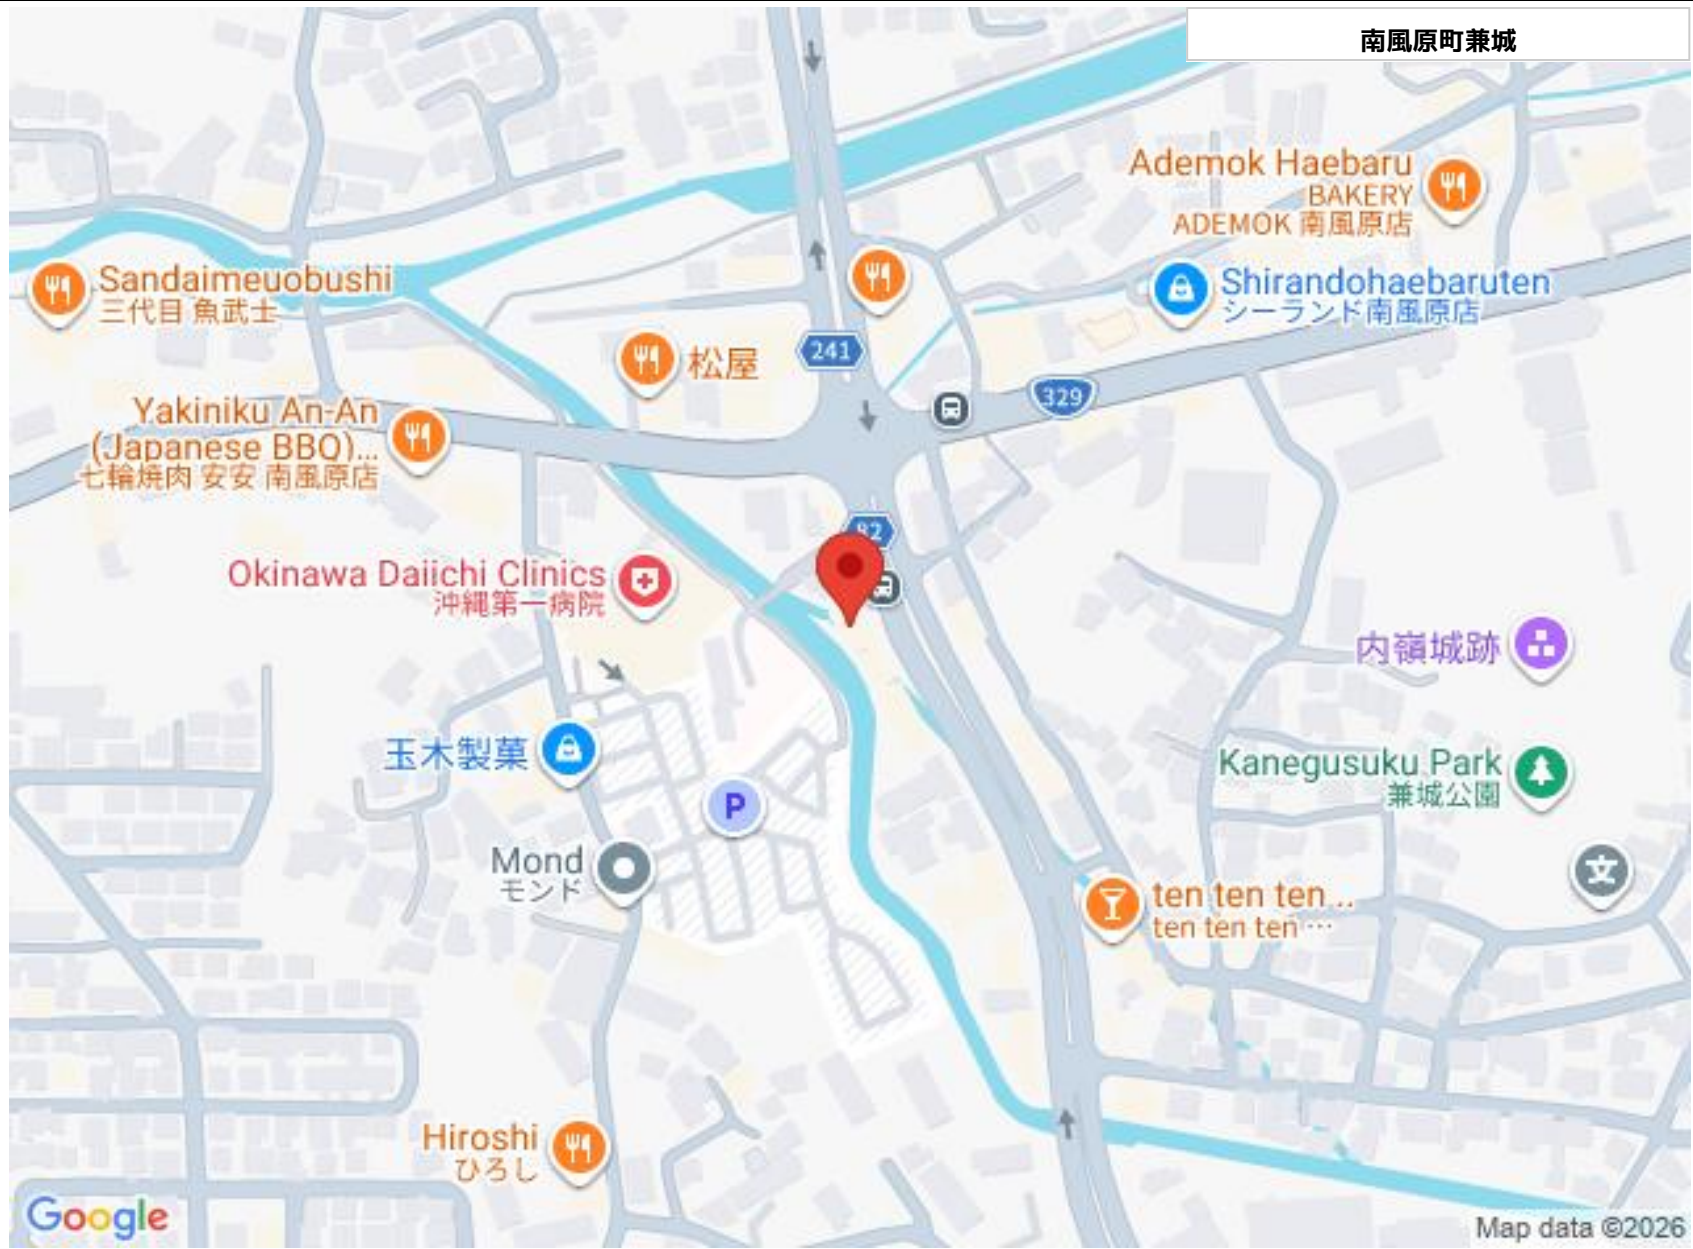 南風原町兼城
Ademok Haebaru
BAKERY
ADEMOK 南風原店
Sandaimeuobushi
三代目 魚武士
Shirandohaebaruten
シーランド南風原店
241
松屋
329
Yakiniku An-An
(Japanese BBQ)...
七輪焼肉 安安 南風原店
82
Okinawa Daiichi Clinics
沖縄第一病院
内嶺城跡
玉木製菓
Kanegusuku Park
兼城公園
P
Mond
モンド
文
ten ten ten ..
ten ten ten …
Hiroshi
ひろし
Google
Map data ©2026